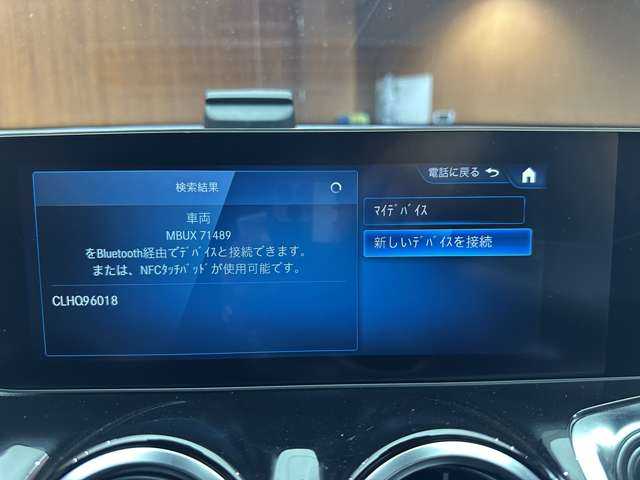 電話に戻る
検索結果
車両
MBUX 71489
をBluetooth経由でﾃﾞﾊﾞｲｽと接続できます。
または、NFCﾀｯﾁﾊﾟｯﾄﾞが使用可能です。
CLHQ96018
ﾏｲﾃﾞﾊﾞｲｽ
新しいﾃﾞﾊﾞｲｽを接続